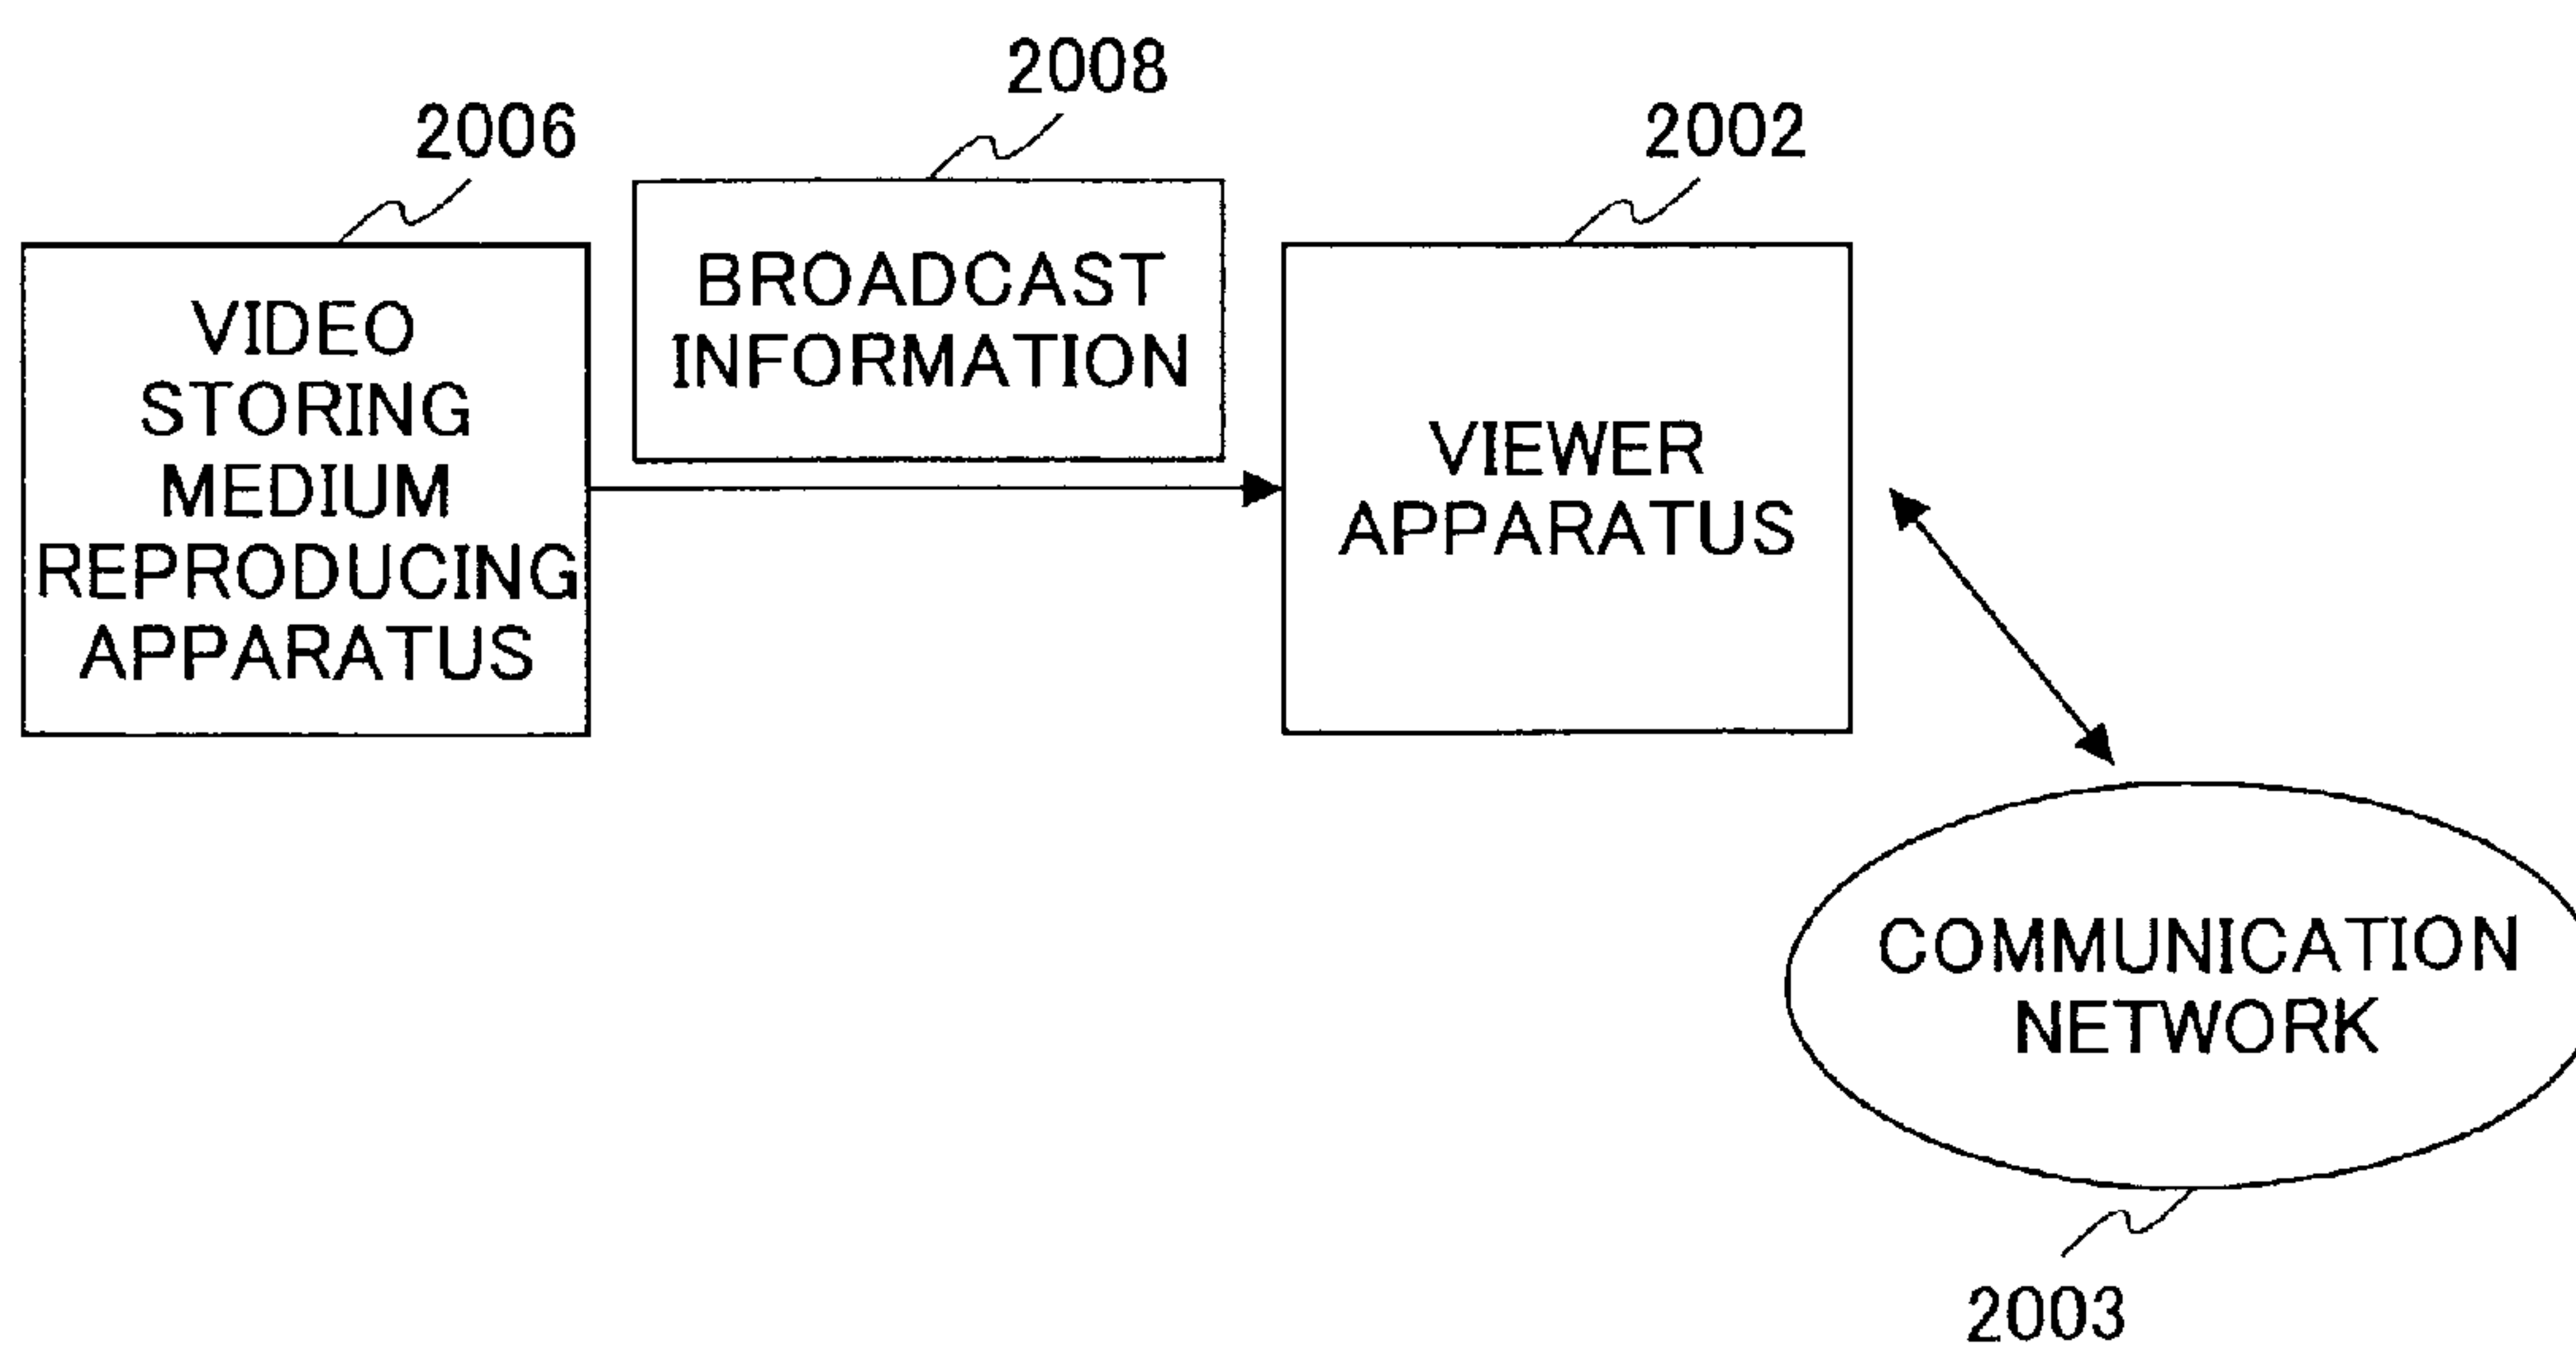 2006
VIDEO
STORING
MEDIUM
REPRODUCING
APPARATUS
2008
BROADCAST
INFORMATION
2002
VIEWER
APPARATUS
COMMUNICATION
NETWORK
2003